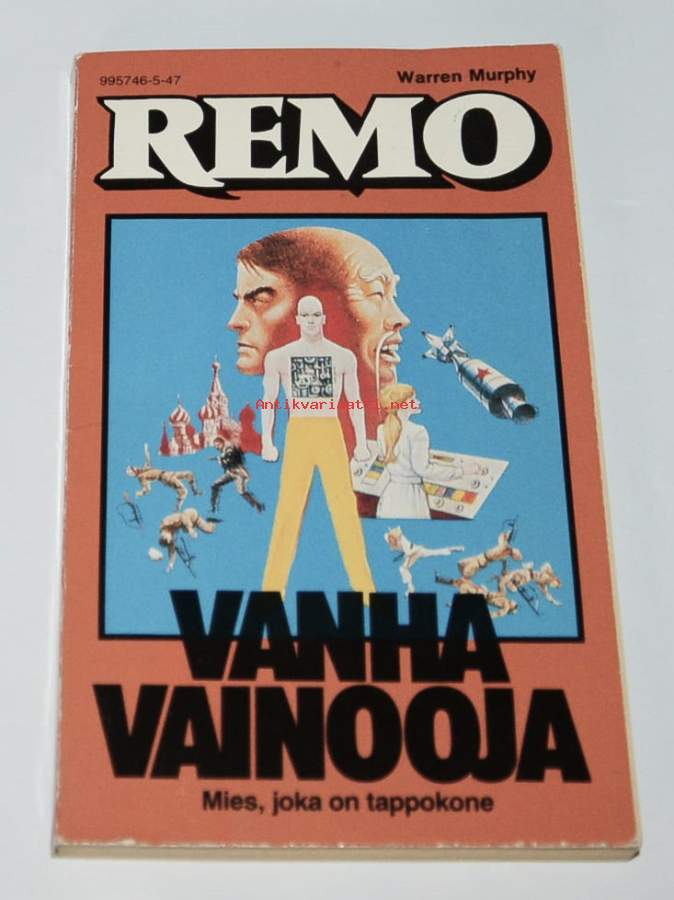 995746-5-47
Warren Murphy
REMO
Antikvariaatti.net
VANHA
VAINOOJA
Mies, joka on tappokone